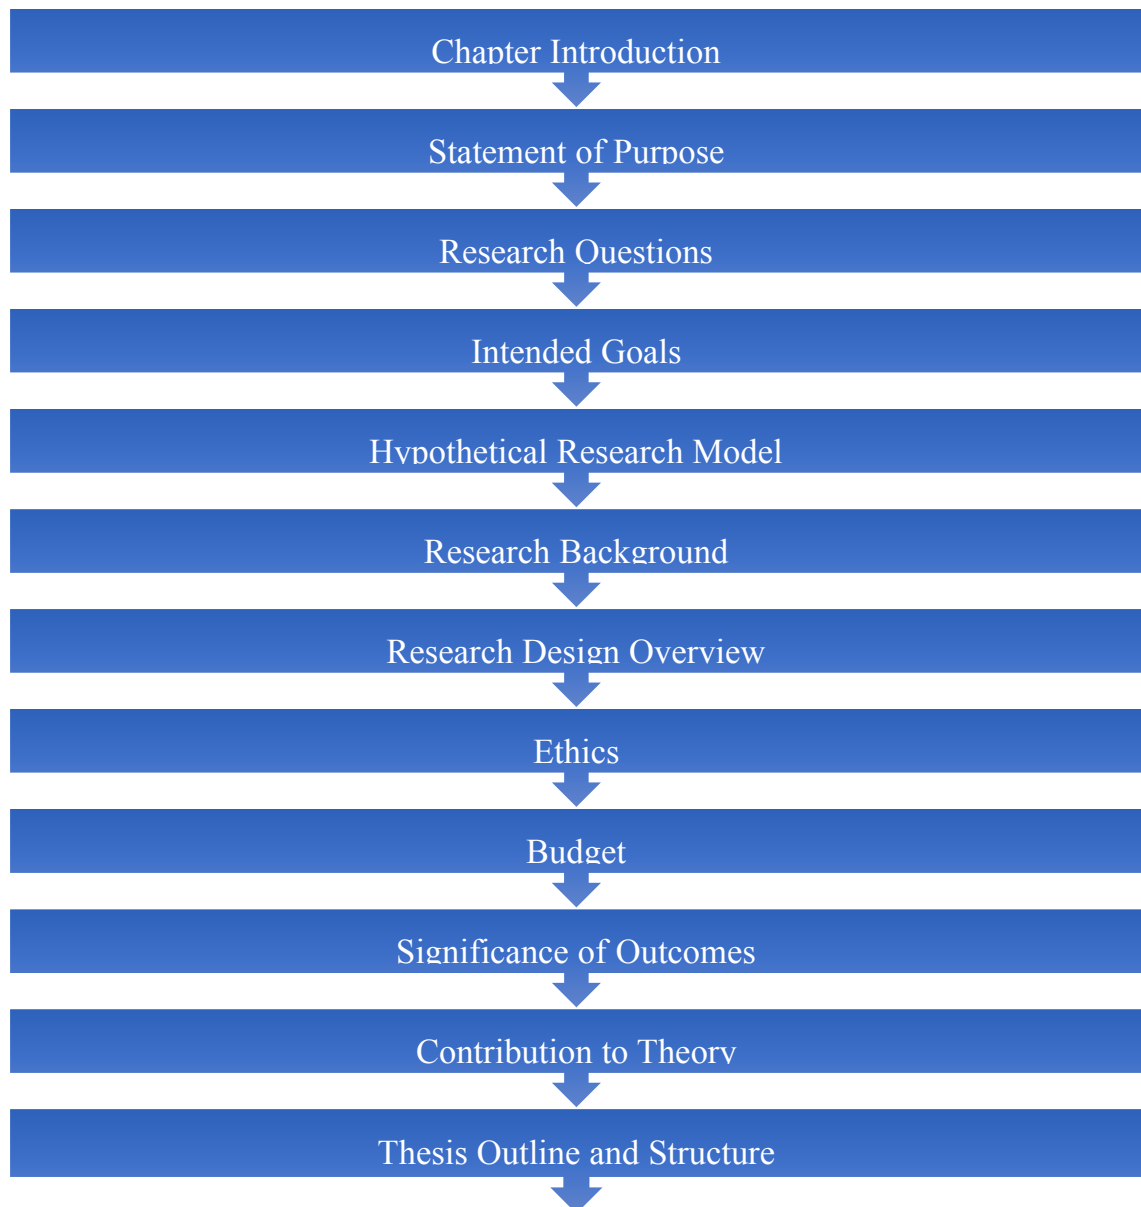 Chapter Introduction
Statement of Purpose
Research Questions
Intended Goals
Hypothetical Research Model
Research Background
Research Design Overview
Ethics
Budget
Significance of Outcomes
Contribution to Theory
Thesis Outline and Structure